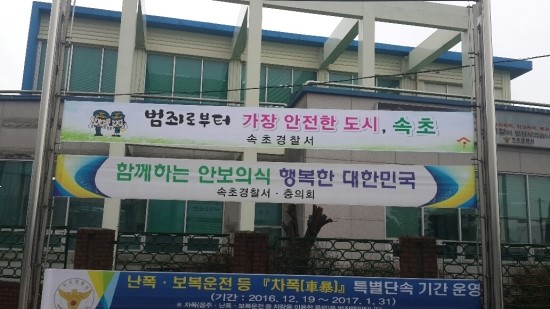 범죄로부터 가장 안전한 도시, 속초
속초경찰서
함께하는 안보의식 행복한 대한민국
속초경찰서·충의회
난폭·보복운전 등 『차폭[車暴]』 특별단속 기간 운영
(기간 : 2016. 12. 19 ~ 2017. 1. 31)